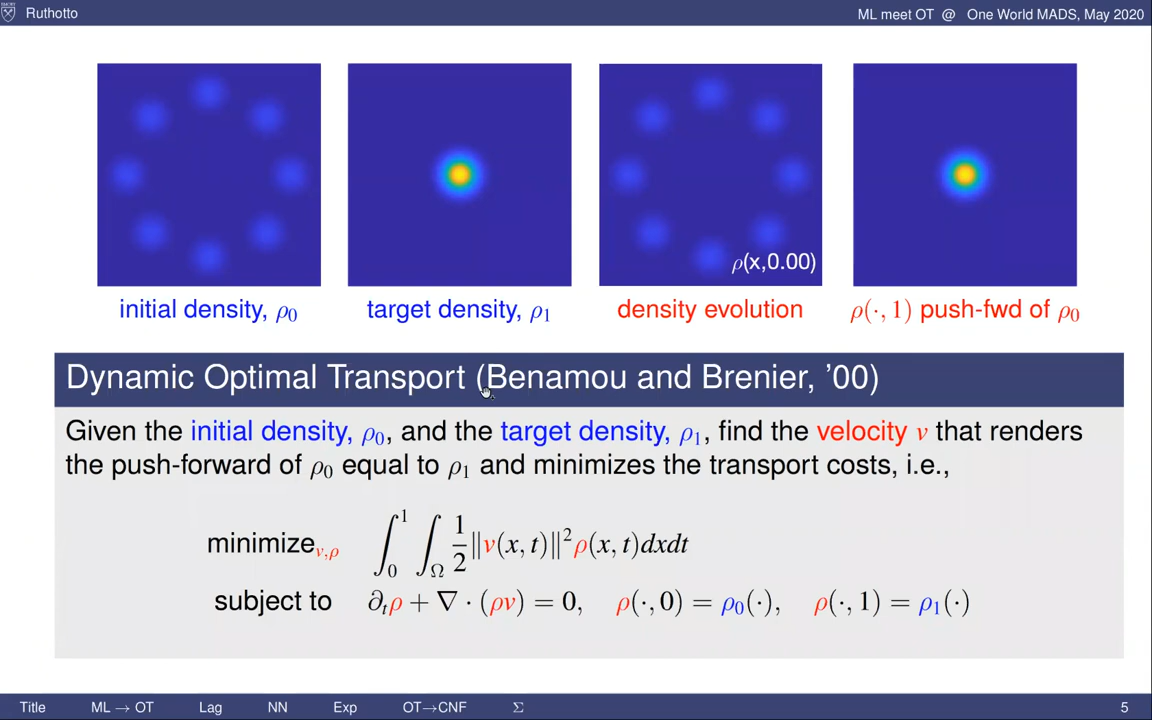 Ruthotto
ML meet OT @ One World MADS, May 2020
ρ(x,0.00)
initial density, ρ₀
target density, ρ₁
density evolution
ρ(·, 1) push-fwd of ρ₀
Dynamic Optimal Transport (Benamou and Brenier, ’00)
Given the initial density, ρ₀, and the target density, ρ₁, find the velocity v that renders
the push-forward of ρ₀ equal to ρ₁ and minimizes the transport costs, i.e.,
minimize_{v,ρ} ∫₀¹ ∫_Ω ½‖v(x, t)‖²ρ(x, t)dxdt
subject to ∂ₜρ + ∇ · (ρv) = 0, ρ(·, 0) = ρ₀(·), ρ(·, 1) = ρ₁(·)
Title ML → OT Lag NN Exp OT→CNF Σ 5